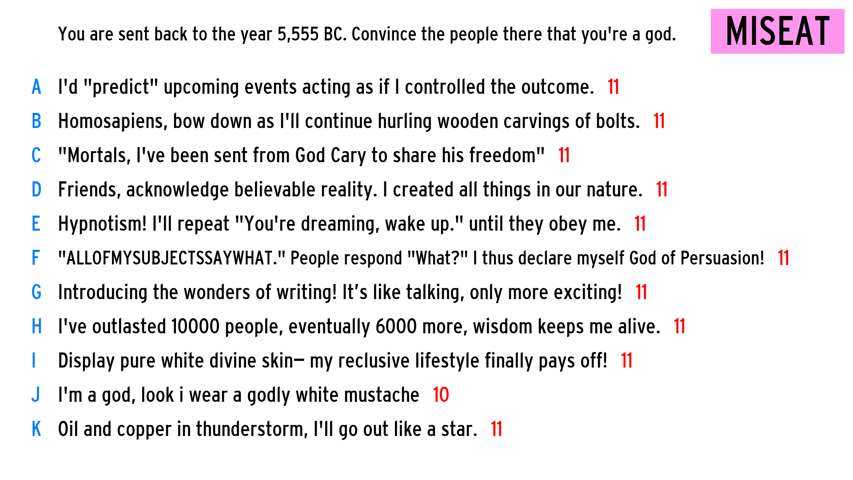 You are sent back to the year 5,555 BC. Convince the people there that you're a god.
MISEAT
A I'd "predict" upcoming events acting as if I controlled the outcome. 11
B Homosapiens, bow down as I'll continue hurling wooden carvings of bolts. 11
C "Mortals, I've been sent from God Cary to share his freedom" 11
D Friends, acknowledge believable reality. I created all things in our nature. 11
E Hypnotism! I'll repeat "You're dreaming, wake up." until they obey me. 11
F "ALLOFMYSUBJECTSSAYWHAT." People respond "What?" I thus declare myself God of Persuasion! 11
G Introducing the wonders of writing! It’s like talking, only more exciting! 11
H I've outlasted 10000 people, eventually 6000 more, wisdom keeps me alive. 11
I Display pure white divine skin— my reclusive lifestyle finally pays off! 11
J I'm a god, look i wear a godly white mustache 10
K Oil and copper in thunderstorm, I'll go out like a star. 11